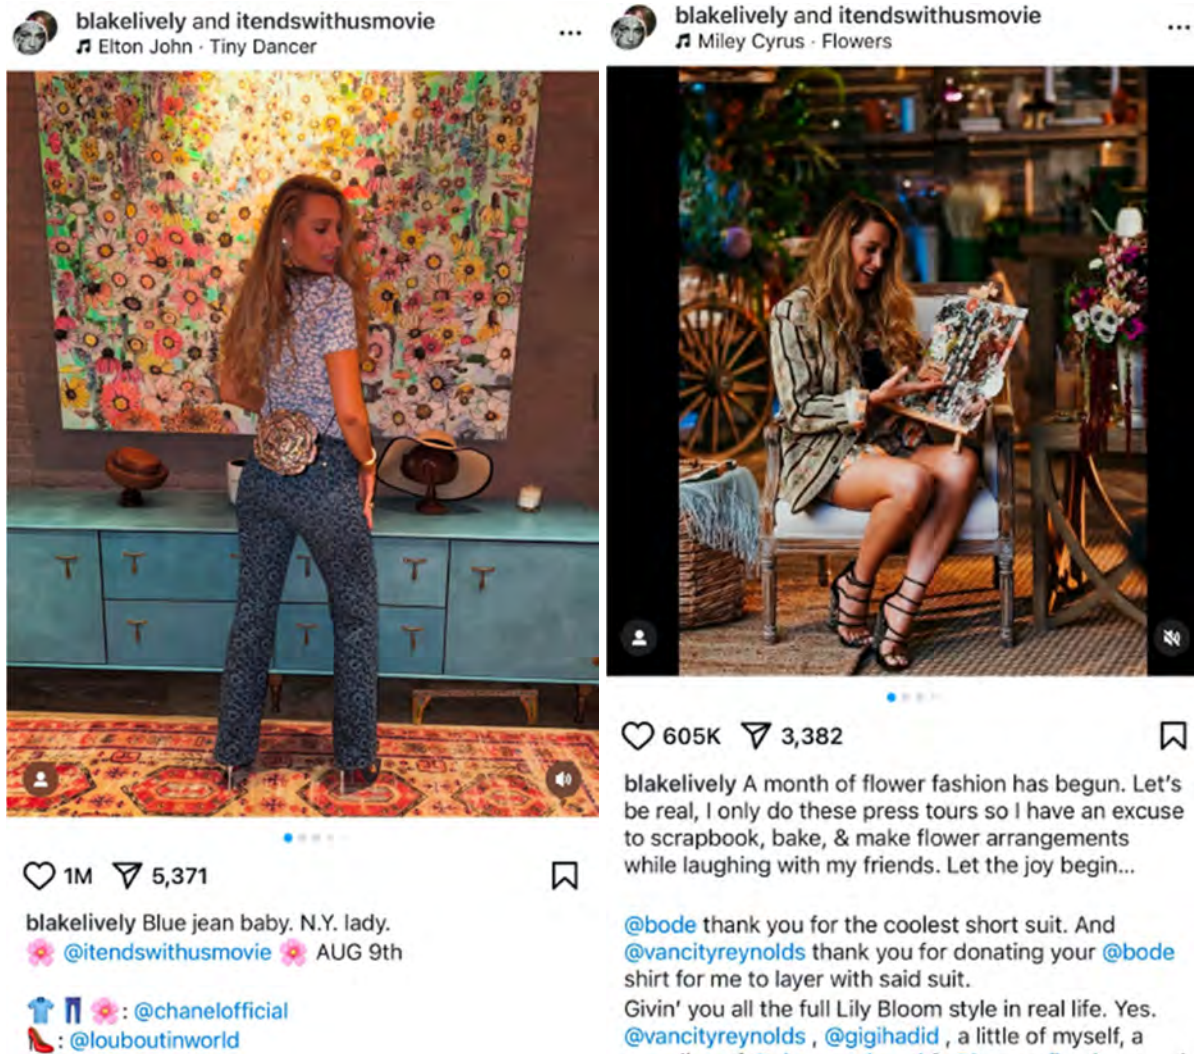 blakelively and itendswithusmovie
Elton John · Tiny Dancer
1M 5,371
blakelively Blue jean baby. N.Y. lady.
🌸 @itendswithusmovie 🌸 AUG 9th
👕 👖 🌸: @chanelofficial
👠: @louboutinworld
blakelively and itendswithusmovie
Miley Cyrus · Flowers
605K 3,382
blakelively A month of flower fashion has begun. Let's
be real, I only do these press tours so I have an excuse
to scrapbook, bake, & make flower arrangements
while laughing with my friends. Let the joy begin...
@bode thank you for the coolest short suit. And
@vancityreynolds thank you for donating your @bode
shirt for me to layer with said suit.
Givin' you all the full Lily Bloom style in real life. Yes.
@vancityreynolds , @gigihadid , a little of myself, a